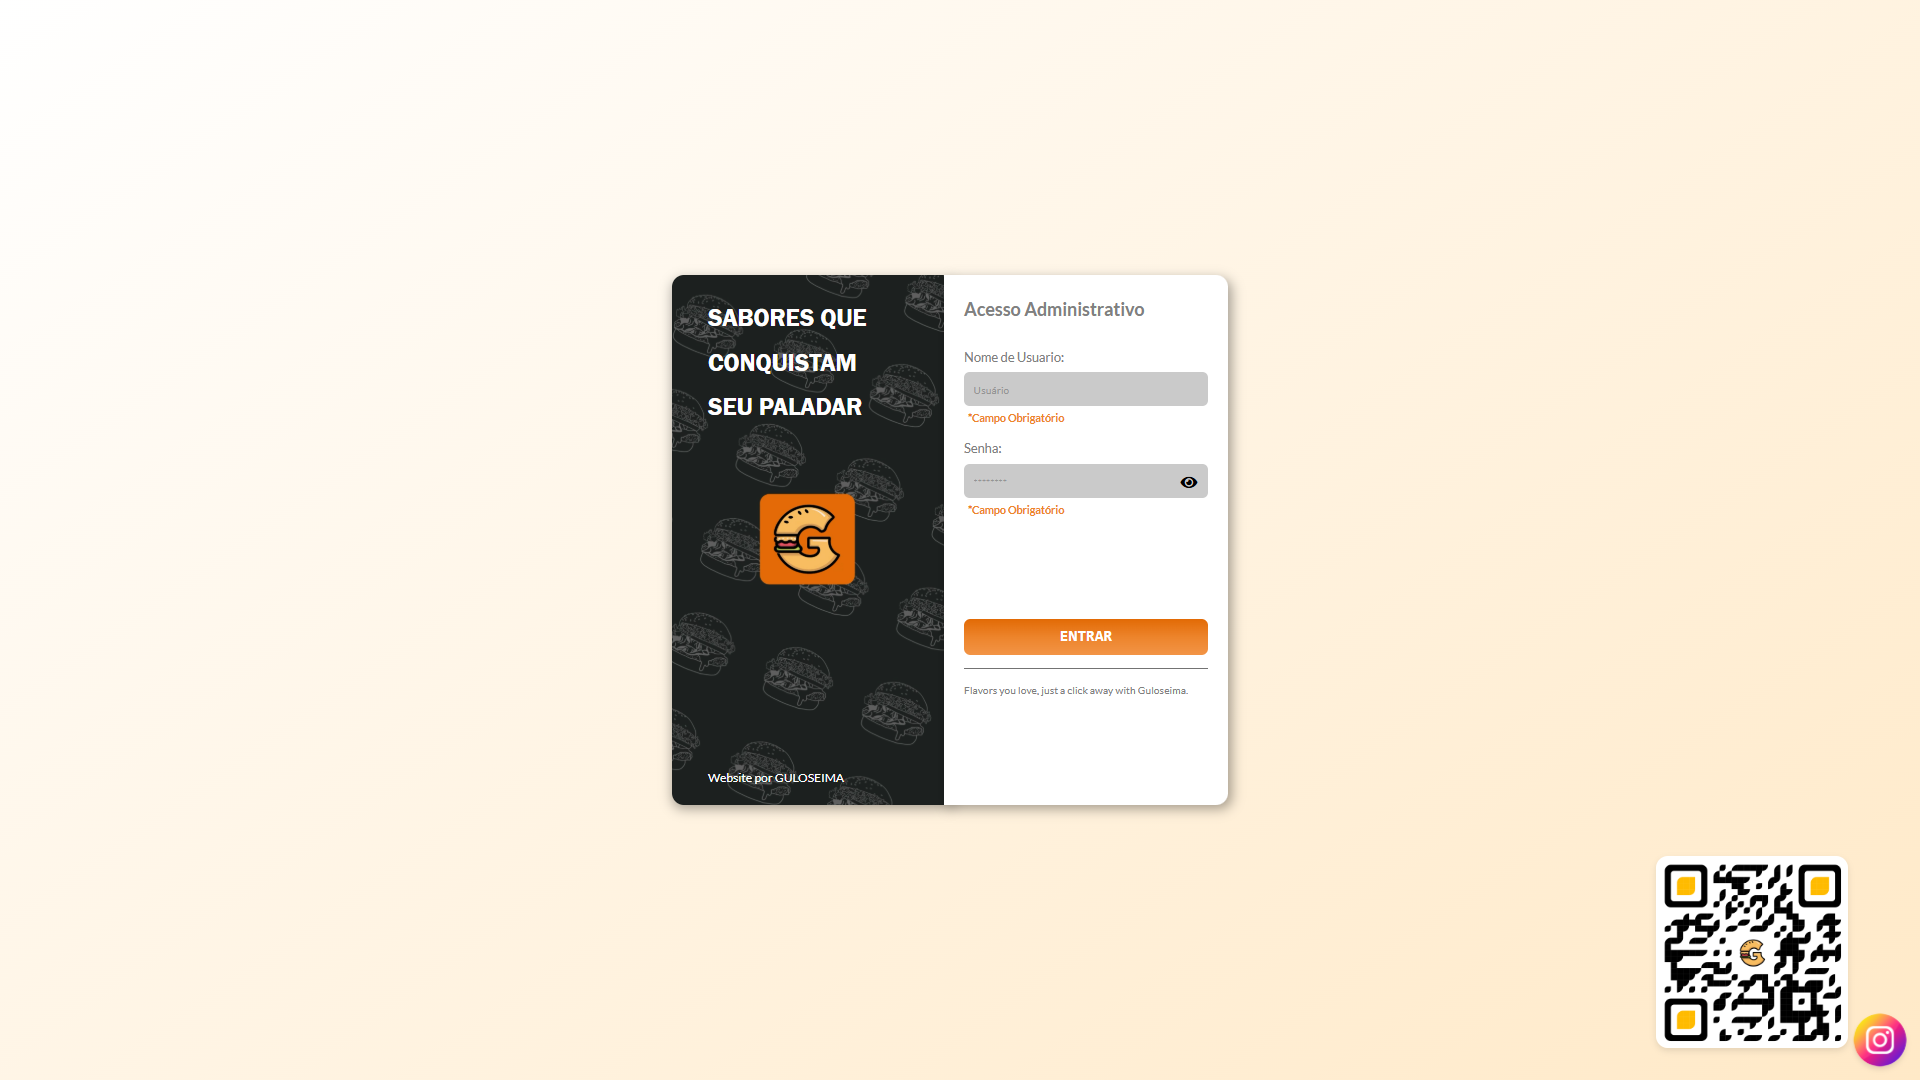 SABORES QUE
CONQUISTAM
SEU PALADAR
Website por GULOSEIMA
Acesso Administrativo
Nome de Usuario:
Usuário
*Campo Obrigatório
Senha:
--------
*Campo Obrigatório
ENTRAR
Flavors you love, just a click away with Guloseima.